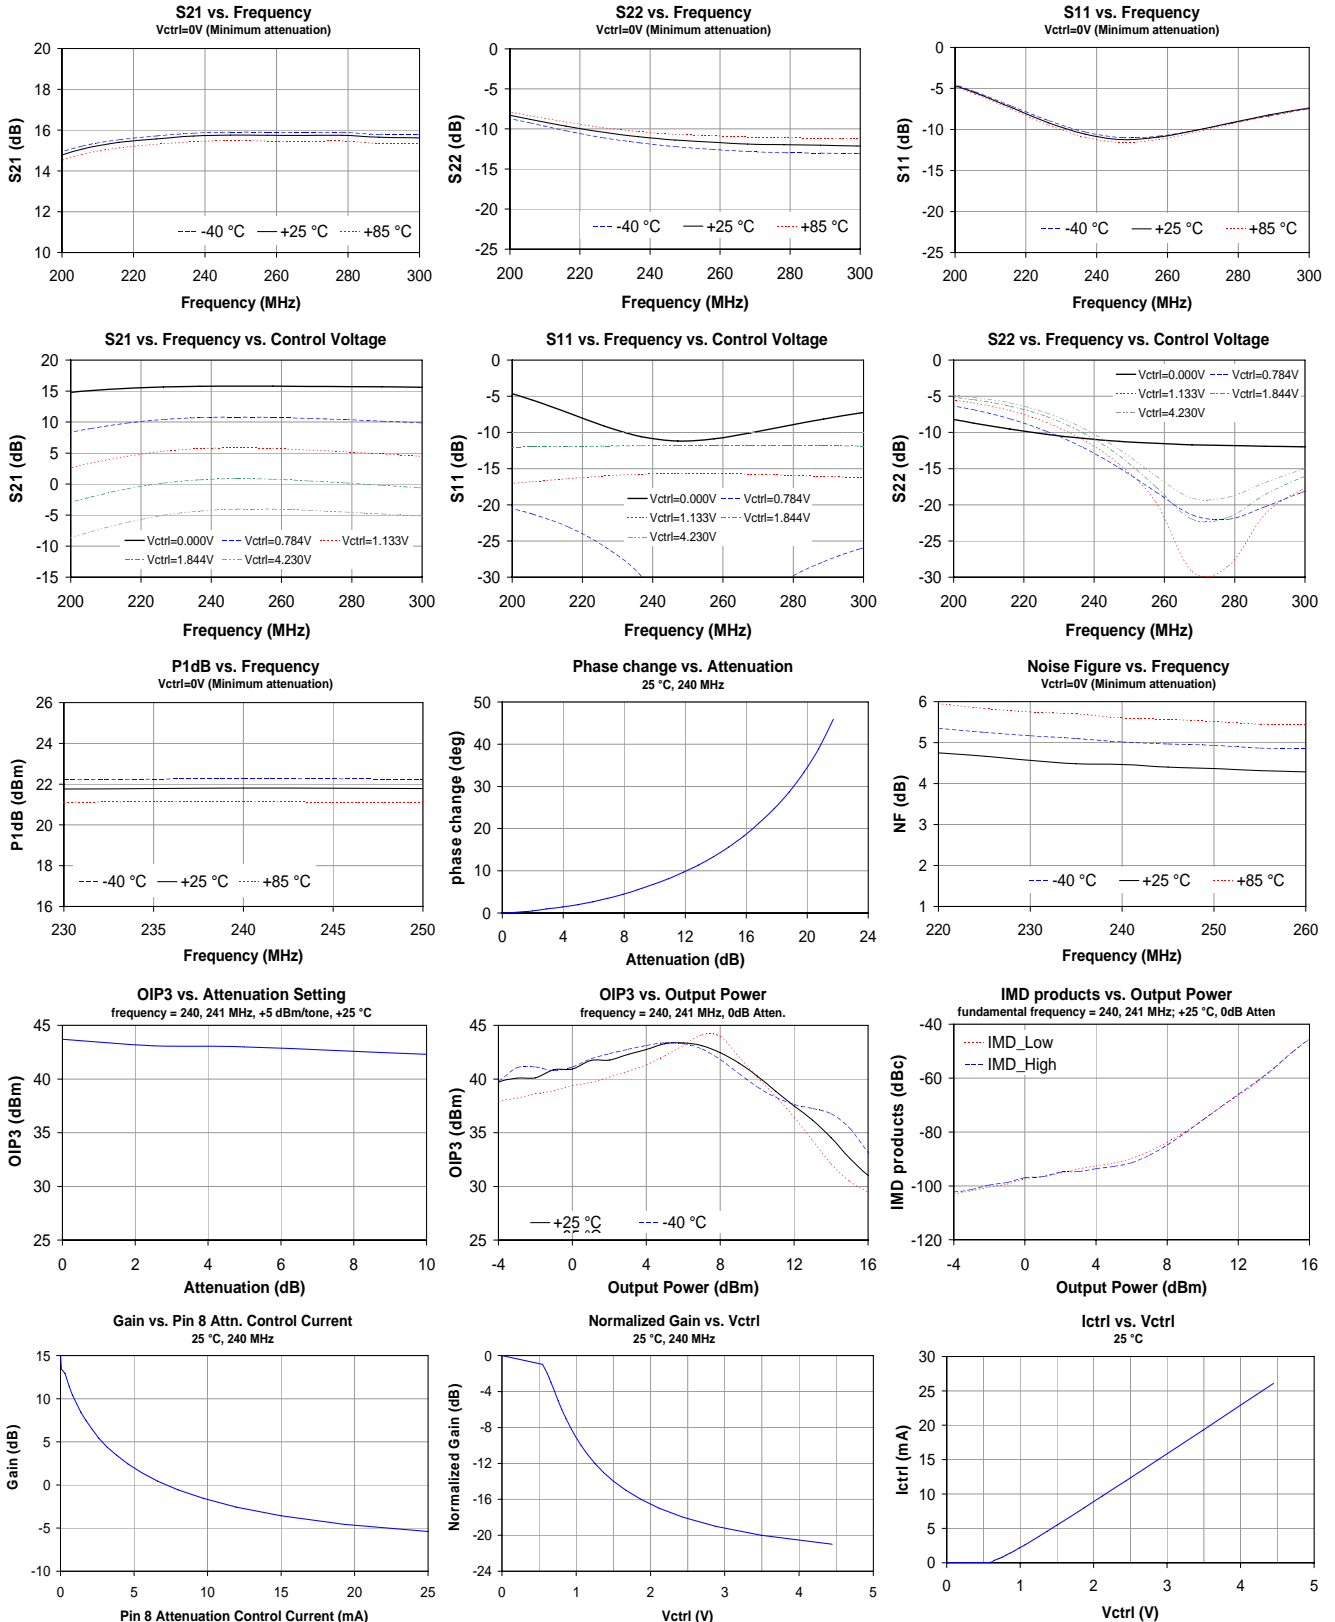 S21 vs. Frequency
Vctrl=0V (Minimum attenuation)
20
18
16
14
12
10
S21 (dB)
-40 °C +25 °C +85 °C
200 220 240 260 280 300
Frequency (MHz)
S22 vs. Frequency
Vctrl=0V (Minimum attenuation)
0
-5
-10
-15
-20
-25
S22 (dB)
-40 °C +25 °C +85 °C
200 220 240 260 280 300
Frequency (MHz)
S11 vs. Frequency
Vctrl=0V (Minimum attenuation)
0
-5
-10
-15
-20
-25
S11 (dB)
-40 °C +25 °C +85 °C
200 220 240 260 280 300
Frequency (MHz)
S21 vs. Frequency vs. Control Voltage
20
15
10
5
0
-5
-10
-15
S21 (dB)
Vctrl=0.000V Vctrl=0.784V Vctrl=1.133V
Vctrl=1.844V Vctrl=4.230V
200 220 240 260 280 300
Frequency (MHz)
S11 vs. Frequency vs. Control Voltage
0
-5
-10
-15
-20
-25
-30
S11 (dB)
Vctrl=0.000V Vctrl=0.784V
Vctrl=1.133V Vctrl=1.844V
Vctrl=4.230V
200 220 240 260 280 300
Frequency (MHz)
S22 vs. Frequency vs. Control Voltage
0
-5
-10
-15
-20
-25
-30
S22 (dB)
Vctrl=0.000V Vctrl=0.784V
Vctrl=1.133V Vctrl=1.844V
Vctrl=4.230V
200 220 240 260 280 300
Frequency (MHz)
P1dB vs. Frequency
Vctrl=0V (Minimum attenuation)
26
24
22
20
18
16
P1dB (dBm)
-40 °C +25 °C +85 °C
230 235 240 245 250
Frequency (MHz)
Phase change vs. Attenuation
25 °C, 240 MHz
50
40
30
20
10
0
phase change (deg)
0 4 8 12 16 20 24
Attenuation (dB)
Noise Figure vs. Frequency
Vctrl=0V (Minimum attenuation)
6
5
4
3
2
1
NF (dB)
-40 °C +25 °C +85 °C
220 230 240 250 260
Frequency (MHz)
OIP3 vs. Attenuation Setting
frequency = 240, 241 MHz, +5 dBm/tone, +25 °C
45
40
35
30
25
OIP3 (dBm)
0 2 4 6 8 10
Attenuation (dB)
OIP3 vs. Output Power
frequency = 240, 241 MHz, 0dB Atten.
45
40
35
30
25
OIP3 (dBm)
+25 °C -40 °C
-4 0 4 8 12 16
Output Power (dBm)
IMD products vs. Output Power
fundamental frequency = 240, 241 MHz; +25 °C, 0dB Atten
-40
-60
-80
-100
-120
IMD products (dBc)
IMD_Low
IMD_High
-4 0 4 8 12 16
Output Power (dBm)
Gain vs. Pin 8 Attn. Control Current
25 °C, 240 MHz
15
10
5
0
-5
-10
Gain (dB)
0 5 10 15 20 25
Pin 8 Attenuation Control Current (mA)
Normalized Gain vs. Vctrl
25 °C, 240 MHz
0
-4
-8
-12
-16
-20
-24
Normalized Gain (dB)
0 1 2 3 4 5
Vctrl (V)
Ictrl vs. Vctrl
25 °C
30
25
20
15
10
5
0
Ictrl (mA)
0 1 2 3 4 5
Vctrl (V)